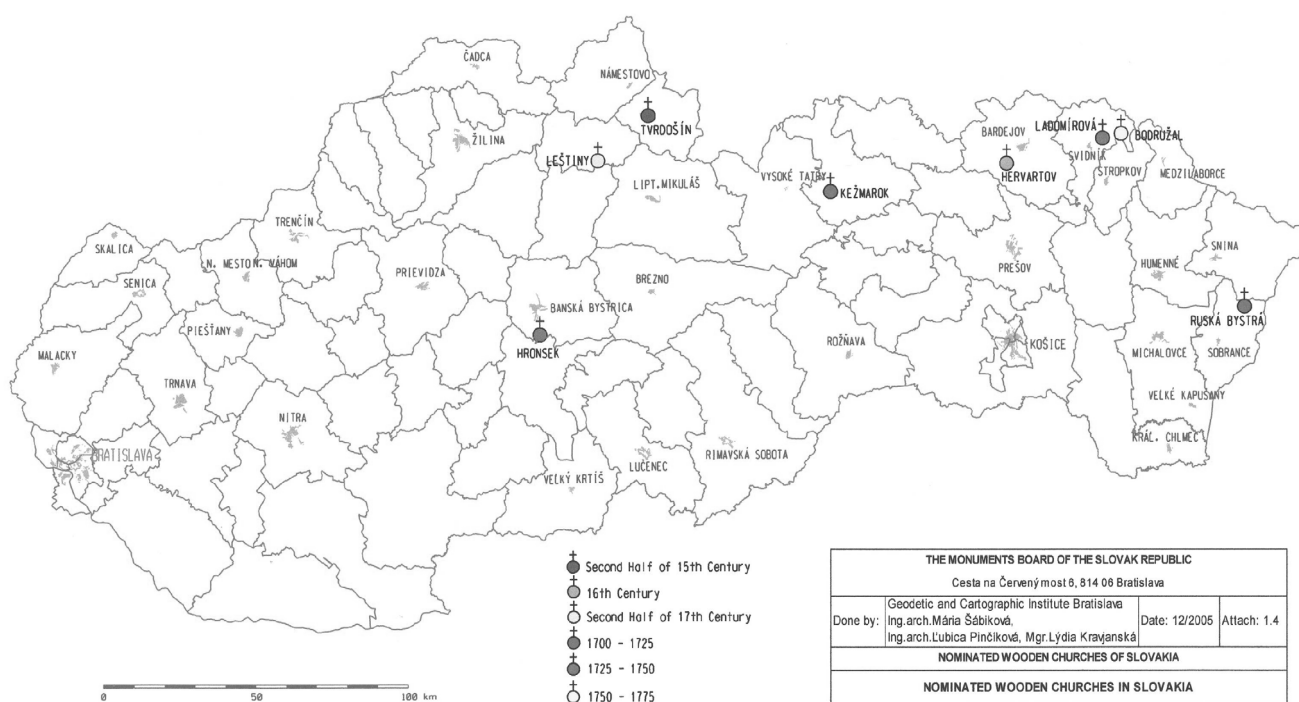 ČADCA
NÁMESTOVO
TVRDOŠÍN
ŽILINA
LEŠTINY
LIPT. MIKULÁŠ
VYSOKÉ TATRY
KEŽMAROK
BARDEJOV
LADOMÍROVÁ
BODRUŽAL
SVIDNÍK
HERVARTOV
STROPKOV
MEDZILABORCE
TRENČÍN
SKALICA
N. MESTO N. VÁHOM
PRIEVIDZA
BREZNO
PREŠOV
HUMENNÉ
SNINA
SENICA
BANSKÁ BYSTRICA
PIEŠŤANY
HRONSEK
RUSKÁ BYSTRÁ
MALACKY
ROŽŇAVA
KOŠICE
MICHALOVCE
SOBRANCE
TRNAVA
NITRA
VEĽKÉ KAPUŠANY
BRATISLAVA
LUČENEC
RIMAVSKÁ SOBOTA
KRÁĽ. CHLMEC
VEĽKÝ KRTÍŠ
Second Half of 15th Century
16th Century
Second Half of 17th Century
1700 - 1725
1725 - 1750
1750 - 1775
0 50 100 km
THE MONUMENTS BOARD OF THE SLOVAK REPUBLIC
Cesta na Červený most 6, 814 06 Bratislava
Done by: Geodetic and Cartographic Institute Bratislava
Ing.arch.Mária Šábiková,
Ing.arch.Ľubica Pinčíková, Mgr.Lýdia Kravjanská
Date: 12/2005
Attach: 1.4
NOMINATED WOODEN CHURCHES OF SLOVAKIA
NOMINATED WOODEN CHURCHES IN SLOVAKIA